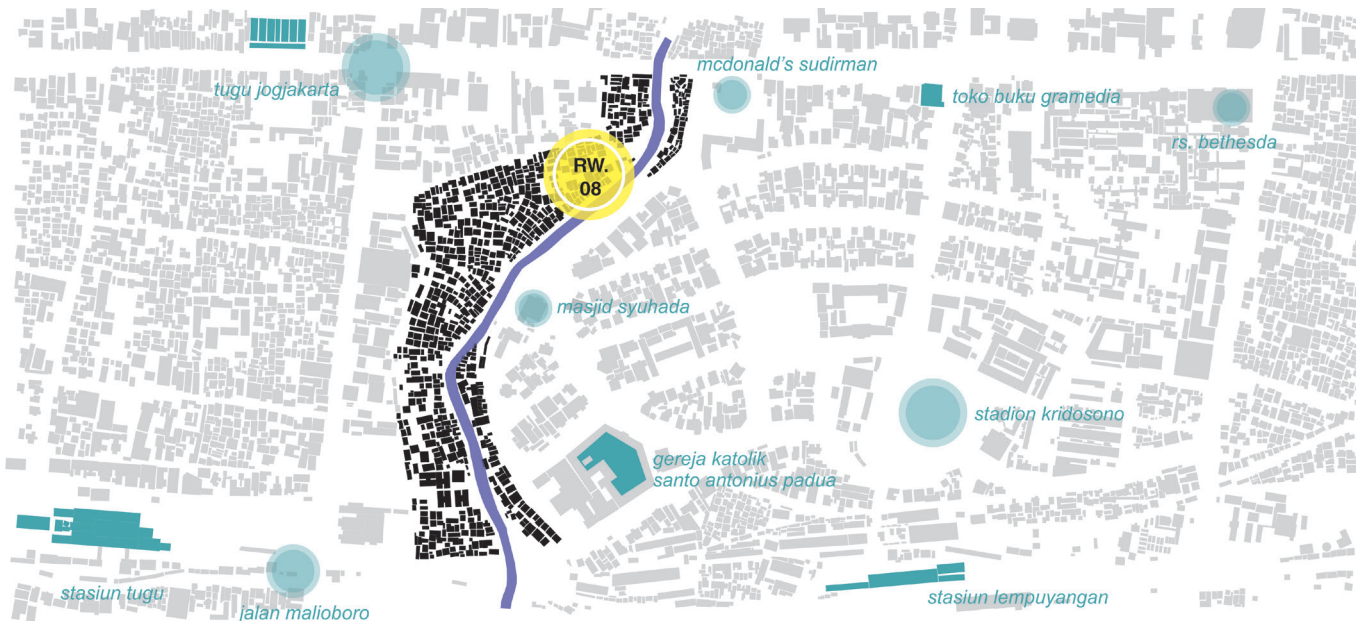 mcdonald's sudirman
tugu jogjakarta
toko buku gramedia
rs. bethesda
RW.
08
masjid syuhada
stadion kridosono
gereja katolik
santo antonius padua
stasiun tugu
jalan malioboro
stasiun lempuyangan